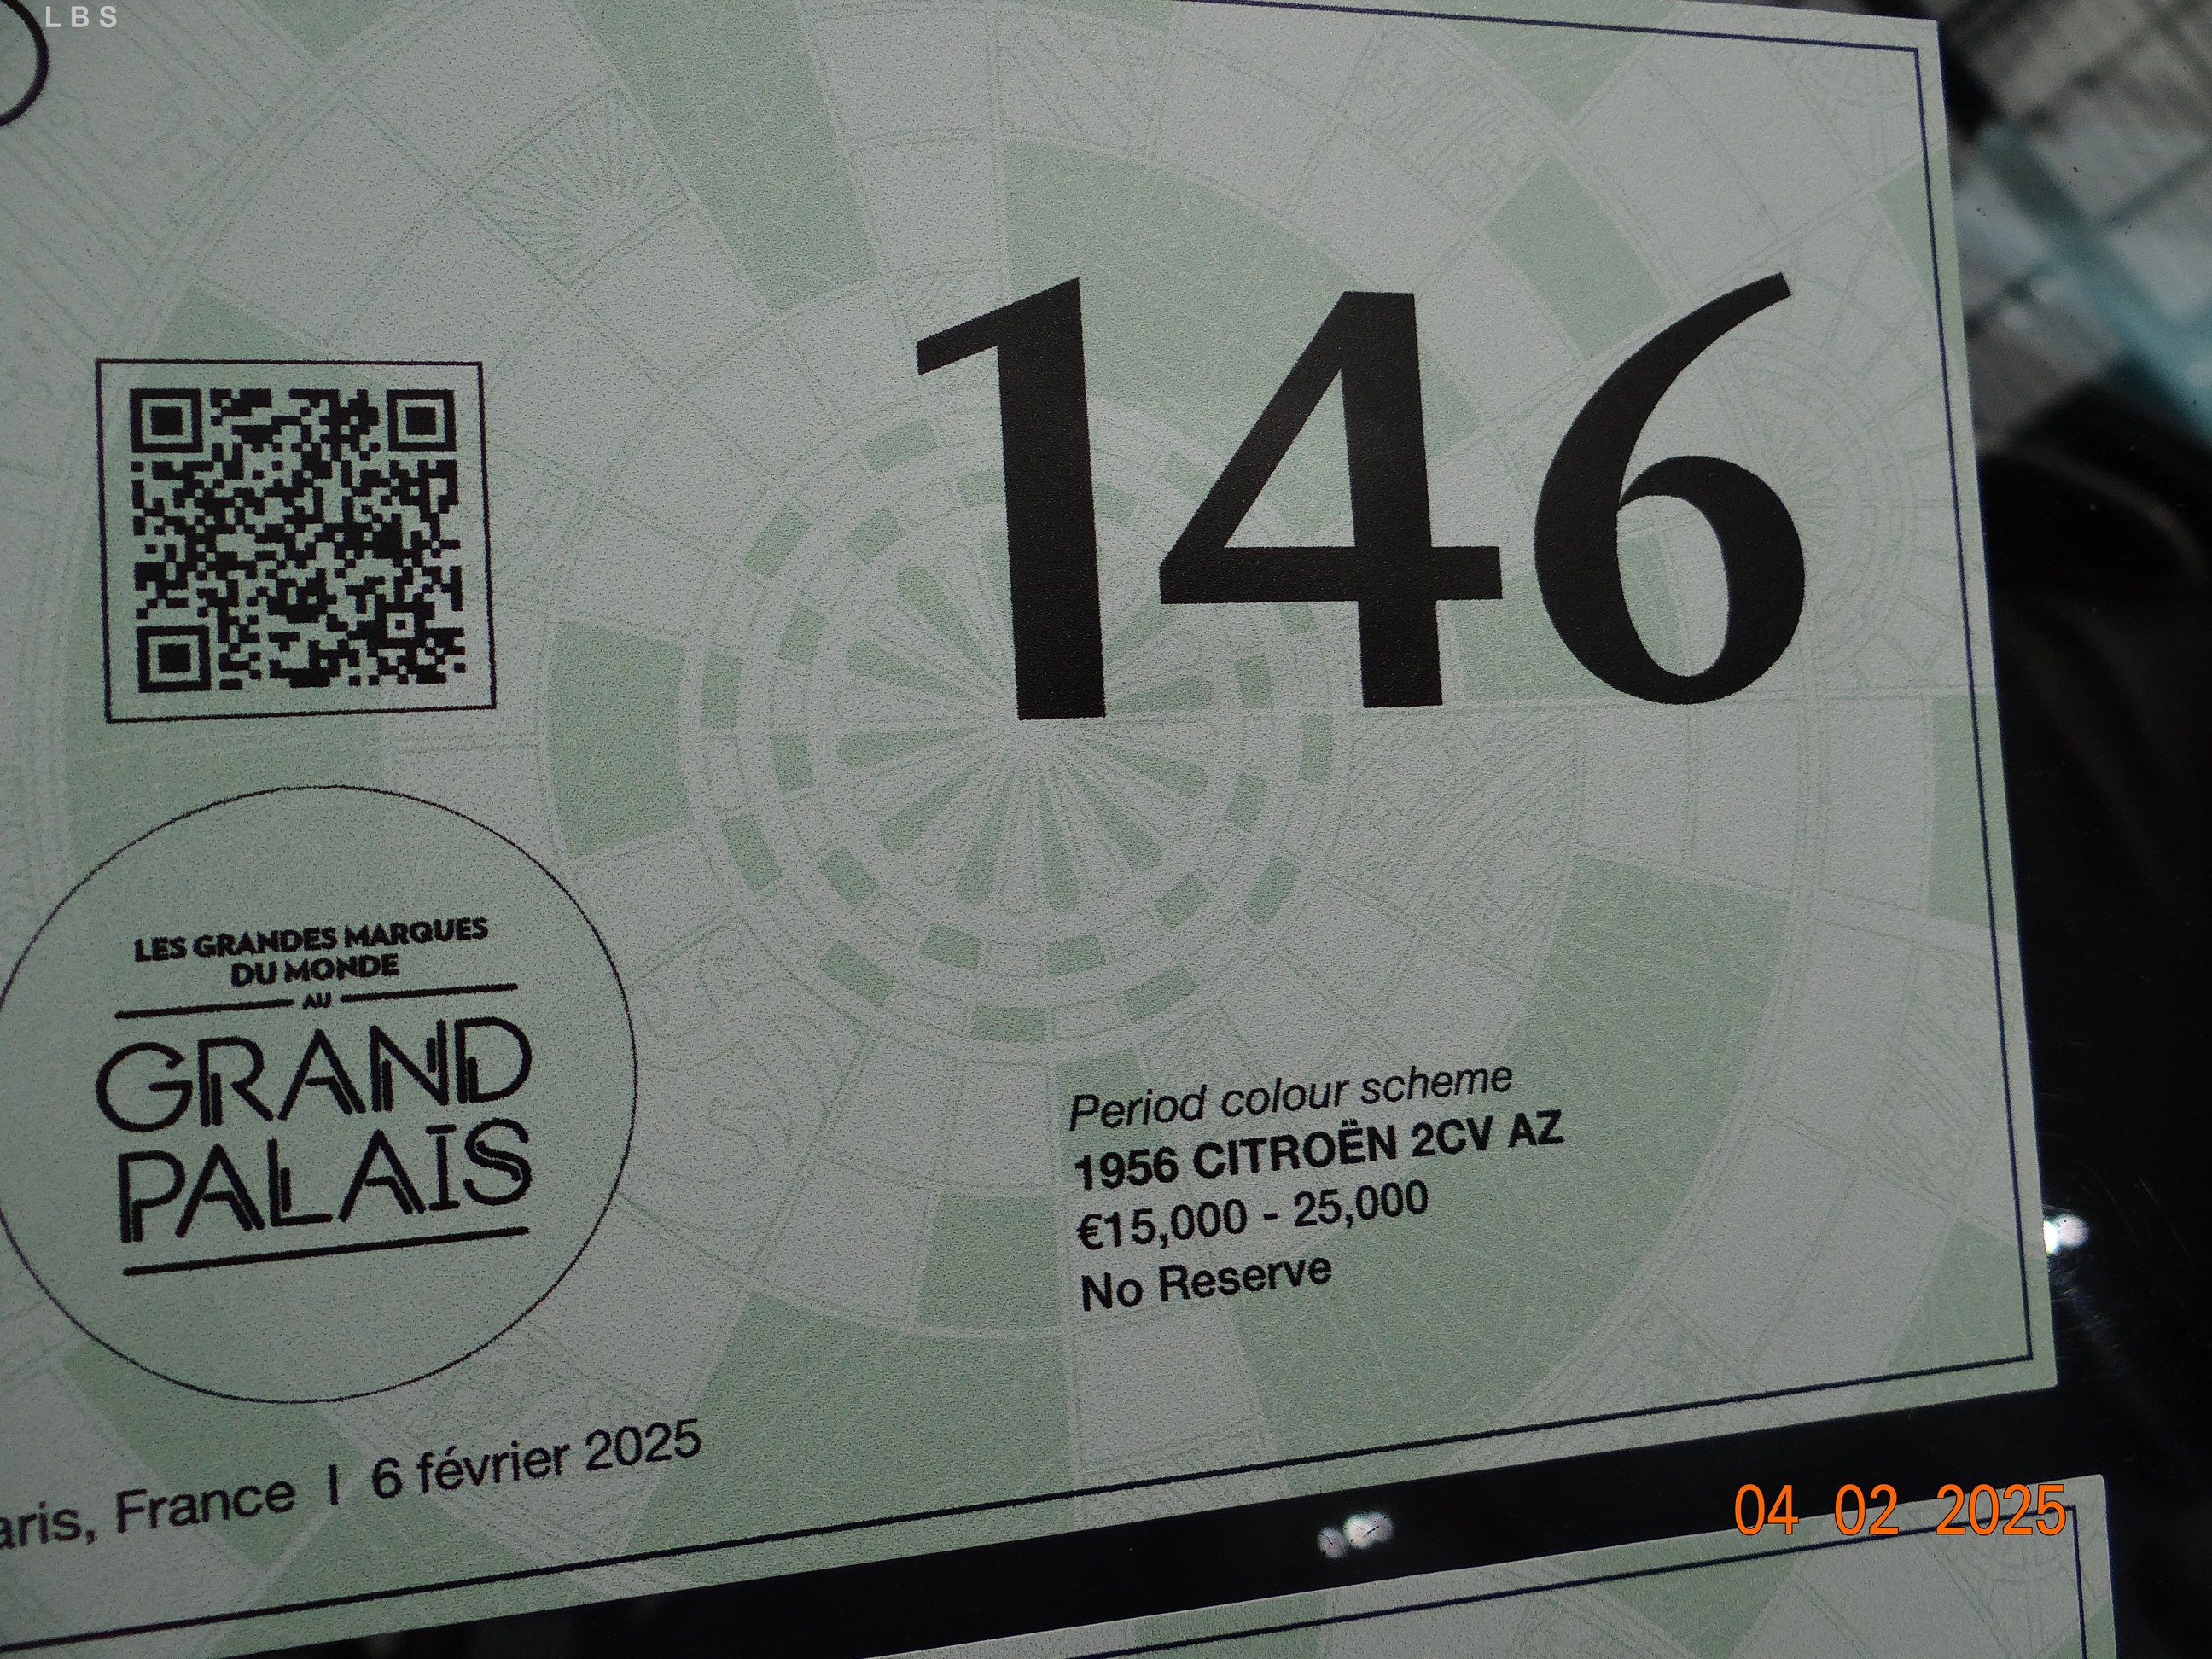 LBS
146
LES GRANDES MARQUES
DU MONDE
AU
GRAND
PALAIS
Period colour scheme
1956 CITROËN 2CV AZ
€15,000 - 25,000
No Reserve
aris, France I 6 février 2025
04 02 2025